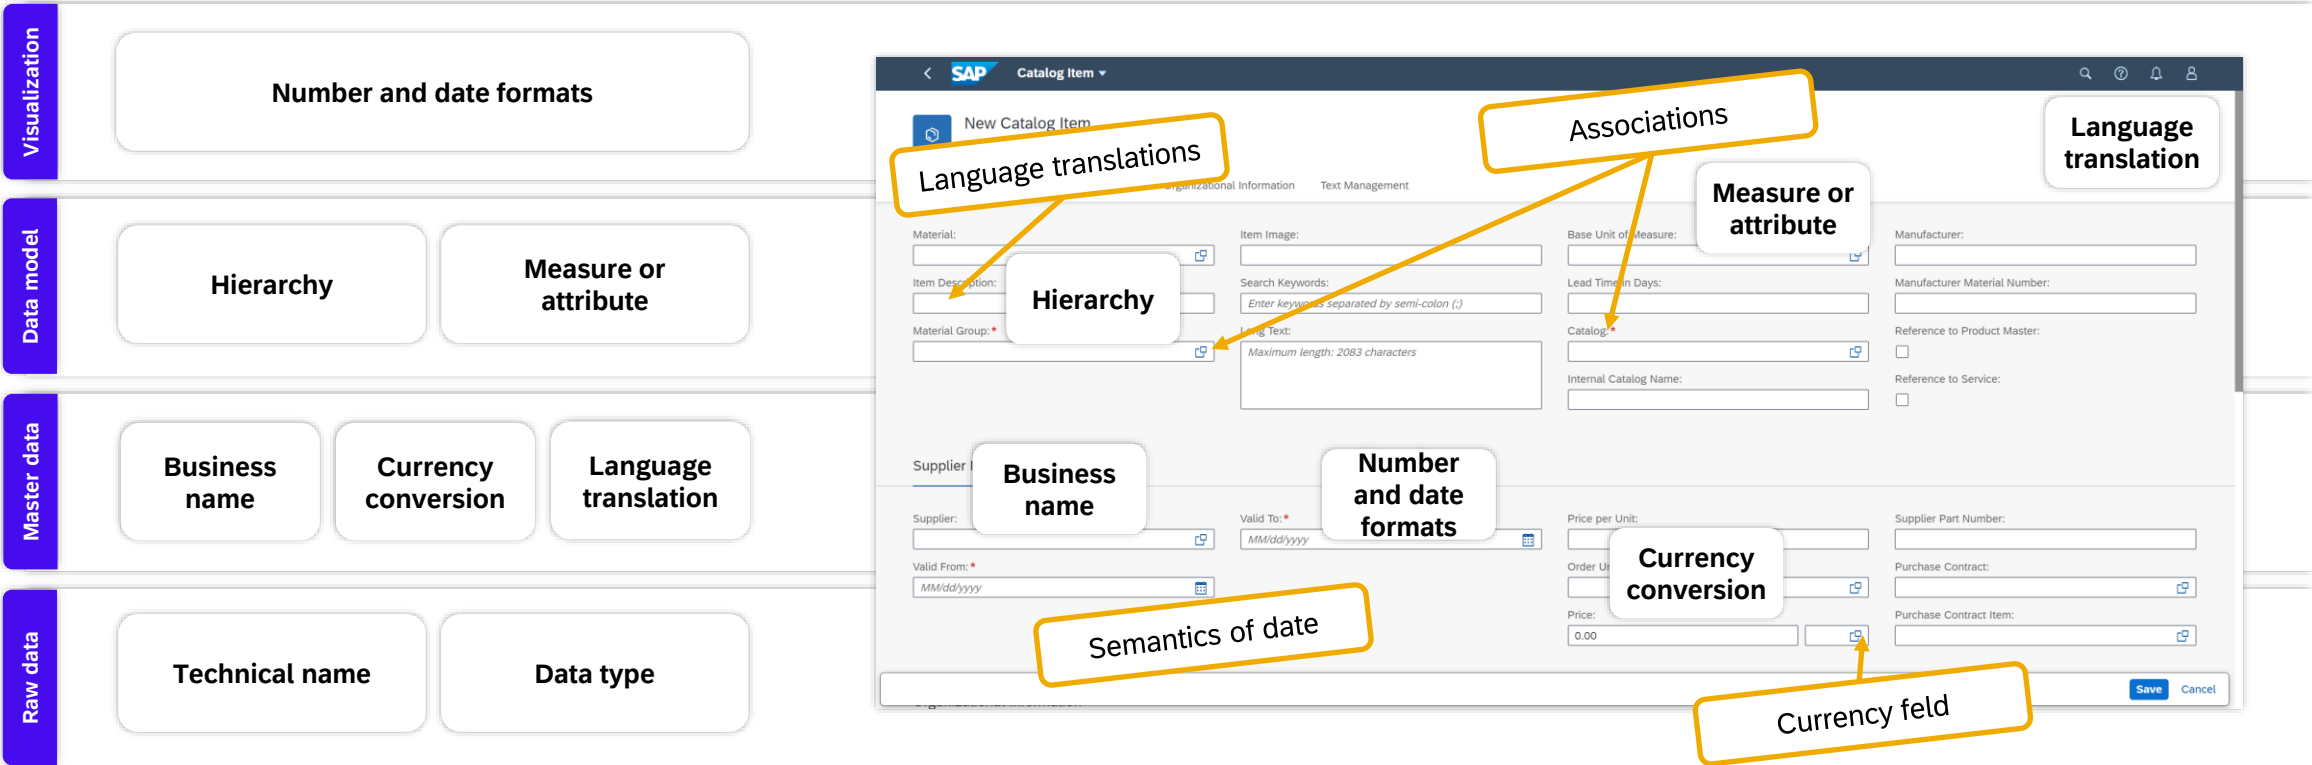 Visualization
Number and date formats
Data model
Hierarchy
Measure or
attribute
Master data
Business
name
Currency
conversion
Language
translation
Raw data
Technical name
Data type
SAP
Catalog Item
New Catalog Item
Language translations
Associations
Language
translation
Organizational Information
Text Management
Measure or
attribute
Material:
Item Image:
Base Unit of Measure:
Manufacturer:
Hierarchy
Item Description:
Search Keywords:
Enter keywords separated by semi-colon (;)
Lead Time in Days:
Manufacturer Material Number:
Material Group:*
Long Text:
Maximum length: 2083 characters
Catalog:*
Reference to Product Master:
Internal Catalog Name:
Reference to Service:
Supplier
Business
name
Number
and date
formats
Supplier:
Valid To:*
MM/dd/yyyy
Price per Unit:
Supplier Part Number:
Currency
conversion
Valid From:*
MM/dd/yyyy
Order
Purchase Contract:
Semantics of date
Price:
0.00
Purchase Contract Item:
Currency feld
Save
Cancel